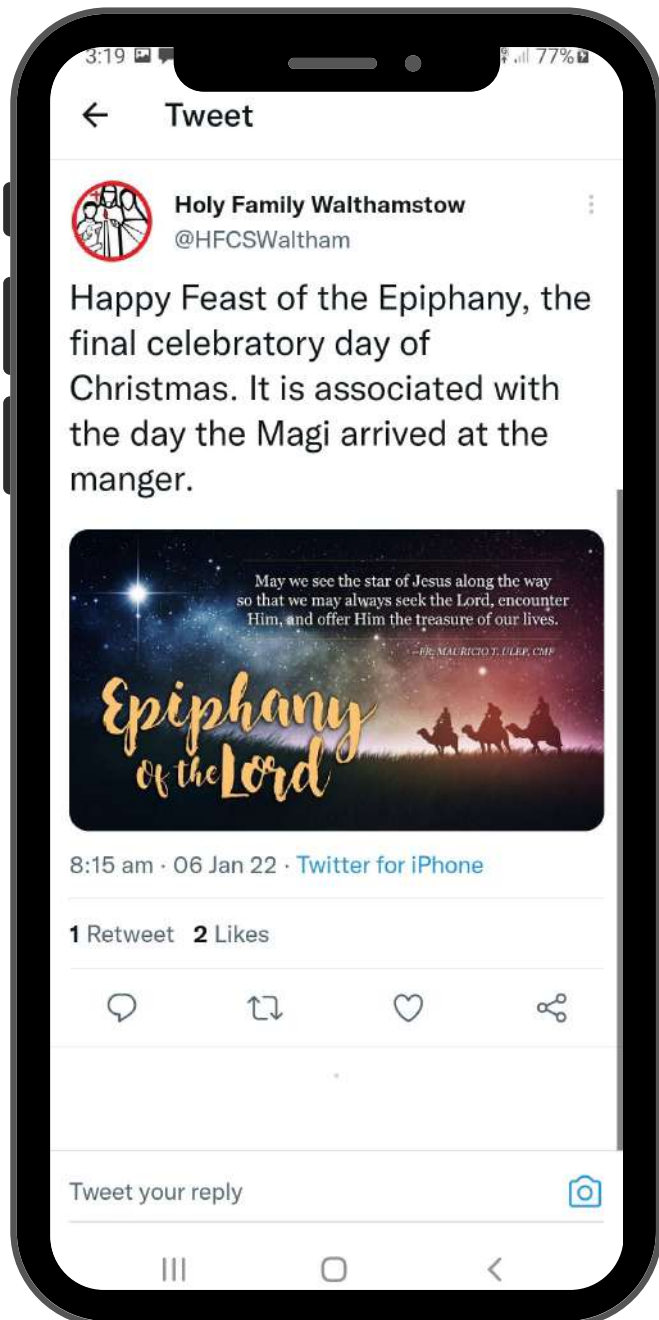 3:19 77%
Tweet
Holy Family Walthamstow
@HFCSWaltham
Happy Feast of the Epiphany, the
final celebratory day of
Christmas. It is associated with
the day the Magi arrived at the
manger.
May we see the star of Jesus along the way
so that we may always seek the Lord, encounter
Him, and offer Him the treasure of our lives.
–FR. MAURICIO T. ULEP, CMF
Epiphany
Of the Lord
8:15 am · 06 Jan 22 · Twitter for iPhone
1 Retweet 2 Likes
Tweet your reply